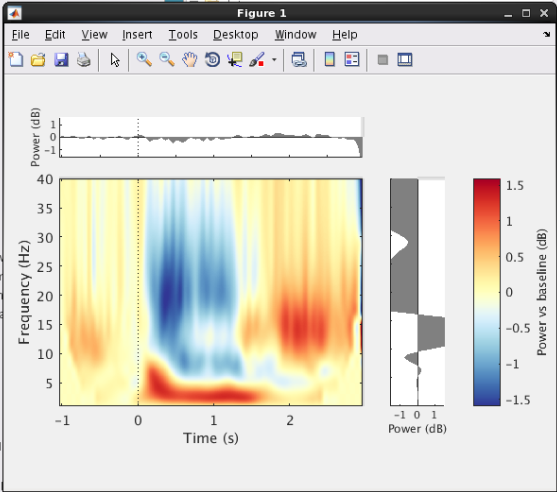 Figure 1
File Edit View Insert Tools Desktop Window Help
Power (dB)
1
0
-1
40
35
30
25
20
15
10
5
Frequency (Hz)
-1 0 1 2
Time (s)
-1 0 1
Power (dB)
1.5
1
0.5
0
-0.5
-1
-1.5
Power vs baseline (dB)